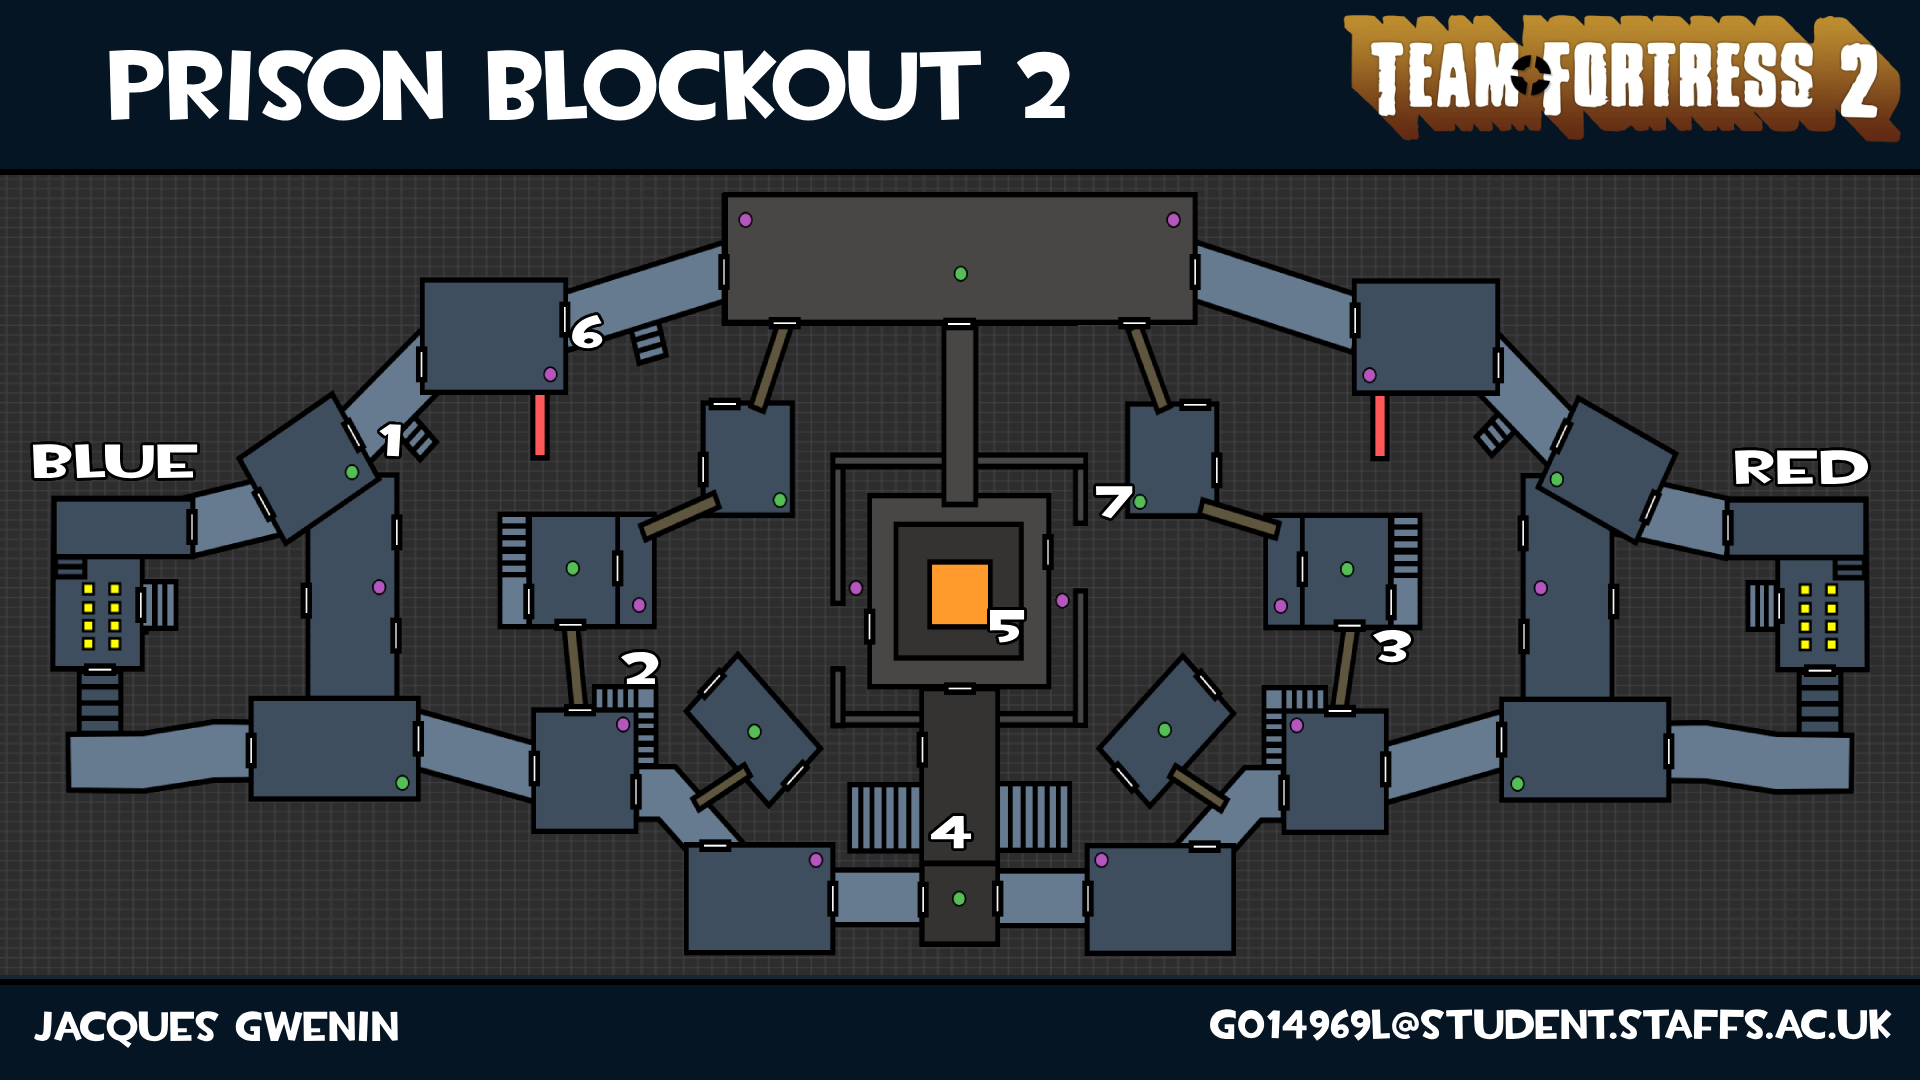 PRISON BLOCKOUT 2
TEAM FORTRESS 2
6
1
BLUE
RED
7
5
3
2
4
JACQUES GWENIN
G014969L@STUDENT.STAFFS.AC.UK